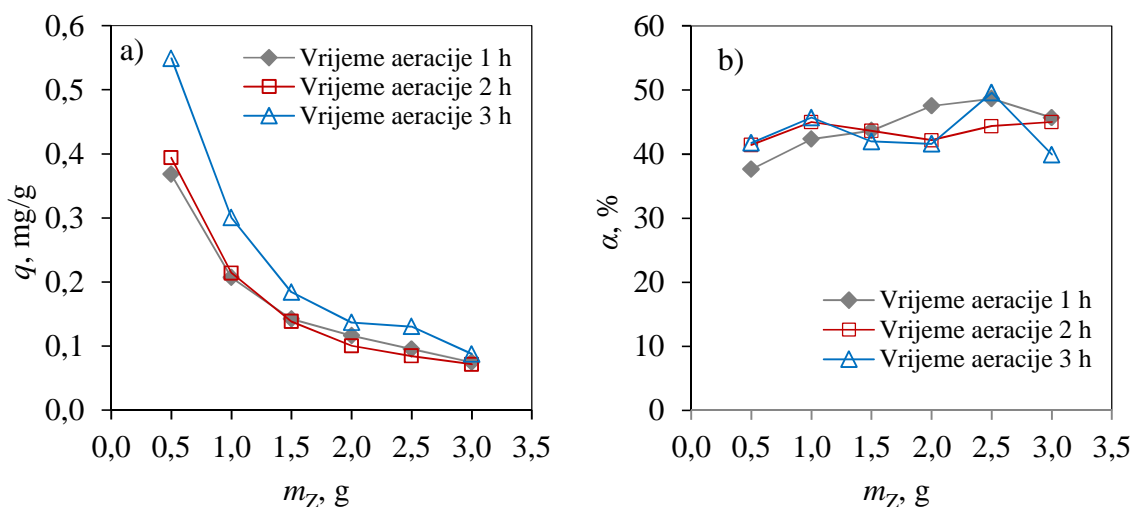 a)
Vrijeme aeracije 1 h
Vrijeme aeracije 2 h
Vrijeme aeracije 3 h
0,6
0,5
0,4
0,3
0,2
0,1
0,0
q, mg/g
0,0 0,5 1,0 1,5 2,0 2,5 3,0 3,5
mZ, g
b)
60
50
40
30
20
10
0
α, %
Vrijeme aeracije 1 h
Vrijeme aeracije 2 h
Vrijeme aeracije 3 h
0,0 0,5 1,0 1,5 2,0 2,5 3,0 3,5
mZ, g